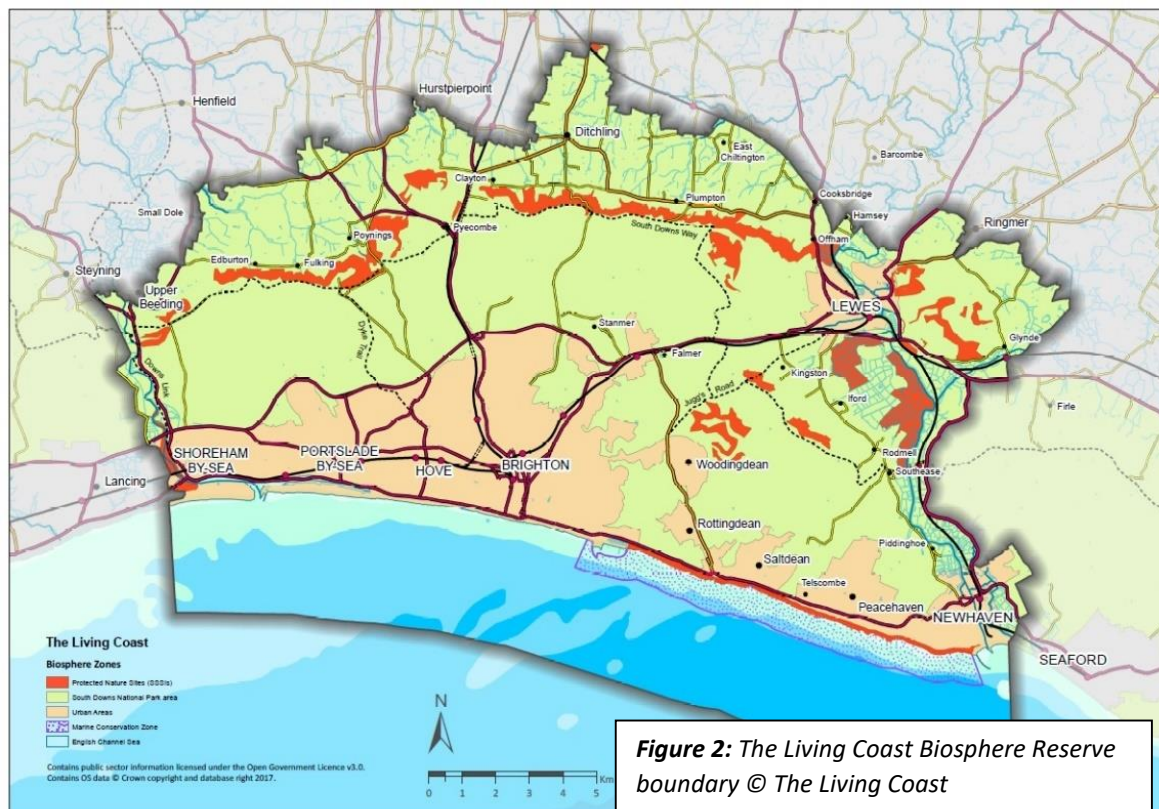 Henfield
Hurstpierpoint
Ditchling
East
Chiltington
Barcombe
Clayton
Plumpton
Cooksbridge
Hamsey
Small Dole
Ringmer
Poynings
Pyecombe
South Downs Way
Offham
Steyning
Edburton
Fulking
Upper
Beeding
LEWES
Stanmer
Glynde
Falmer
Downs Link
Dyke Trail
Kingston
Jugg's Road
Iford
Firle
SHOREHAM
BY-SEA
PORTSLADE
BY-SEA
HOVE
BRIGHTON
Rodmell
Woodingdean
Southease
Lancing
Rottingdean
Piddinghoe
Saltdean
Telscombe
Peacehaven
NEWHAVEN
SEAFORD
The Living Coast
Biosphere Zones
Protected Nature Sites (SSSIs)
South Downs National Park area
Urban Areas
Marine Conservation Zone
English Channel Sea
Contains public sector information licensed under the Open Government Licence v3.0.
Contains OS data © Crown copyright and database right 2017.
N
0 1 2 3 4 5
Km
Figure 2: The Living Coast Biosphere Reserve
boundary © The Living Coast